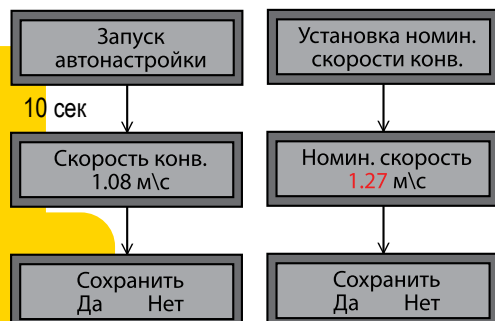 Запуск
автонастройки
10 сек
Скорость конв.
1.08 м\с
Сохранить
Да Нет
Установка номин.
скорости конв.
Номин. скорость
1.27 м\с
Сохранить
Да Нет